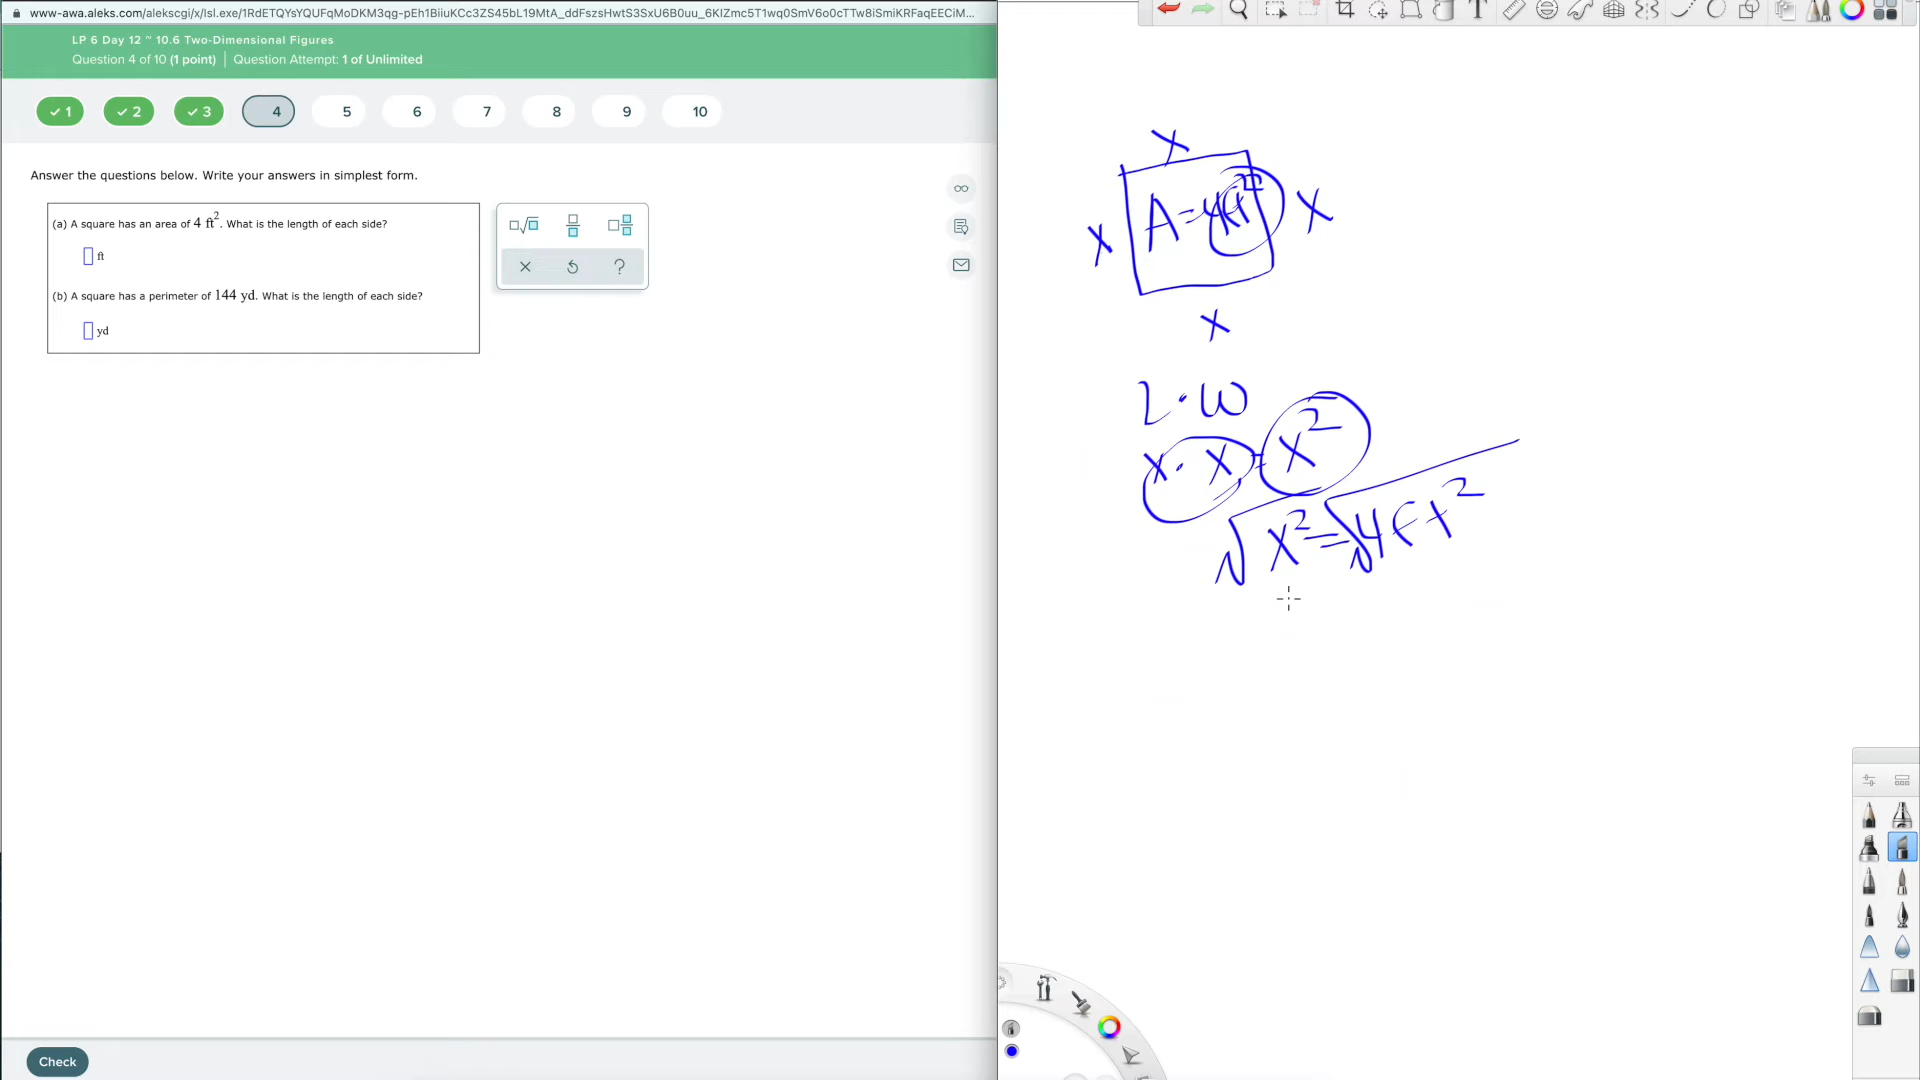 www-awa.aleks.com/alekscgi/x/lsl.exe/1RdETQYsYQUFqMoDKM3qg-pEh1BiiuKCc3ZS45bL19MtA_ddFszsHwtS3SxU6B0uu_6KIZmc5T1wq0SmV6o0cTTw8iSmiKRFaqEECiM...
LP 6 Day 12 ~ 10.6 Two-Dimensional Figures
Question 4 of 10 (1 point) | Question Attempt: 1 of Unlimited
✓ 1 ✓ 2 ✓ 3 4 5 6 7 8 9 10
Answer the questions below. Write your answers in simplest form.
(a) A square has an area of 4 ft². What is the length of each side?
ft
(b) A square has a perimeter of 144 yd. What is the length of each side?
yd
Check
x
x A = 4ft² x
x
L · W
x · x = x²
√x² = √4ft²